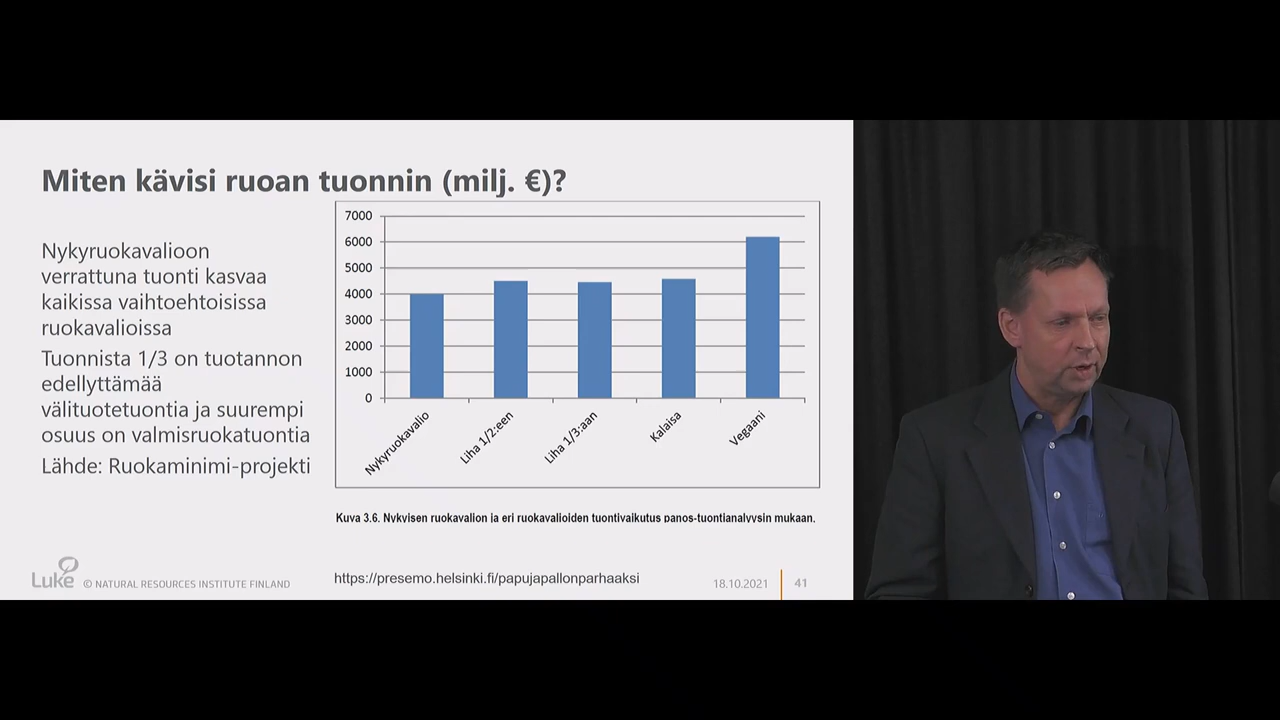 Miten kävisi ruoan tuonnin (milj. €)?
Nykyruokavalioon
verrattuna tuonti kasvaa
kaikissa vaihtoehtoisissa
ruokavalioissa
Tuonnista 1/3 on tuotannon
edellyttämää
välituotetuontia ja suurempi
osuus on valmisruokatuontia
Lähde: Ruokaminimi-projekti
7000
6000
5000
4000
3000
2000
1000
0
Nykyruokavalio
Liha 1/2:een
Liha 1/3:aan
Kalaisa
Vegaani
Kuva 3.6. Nykyisen ruokavalion ja eri ruokavalioiden tuontivaikutus panos-tuontianalyysin mukaan.
Luke © NATURAL RESOURCES INSTITUTE FINLAND
https://presemo.helsinki.fi/papujapallonparhaaksi
18.10.2021 41